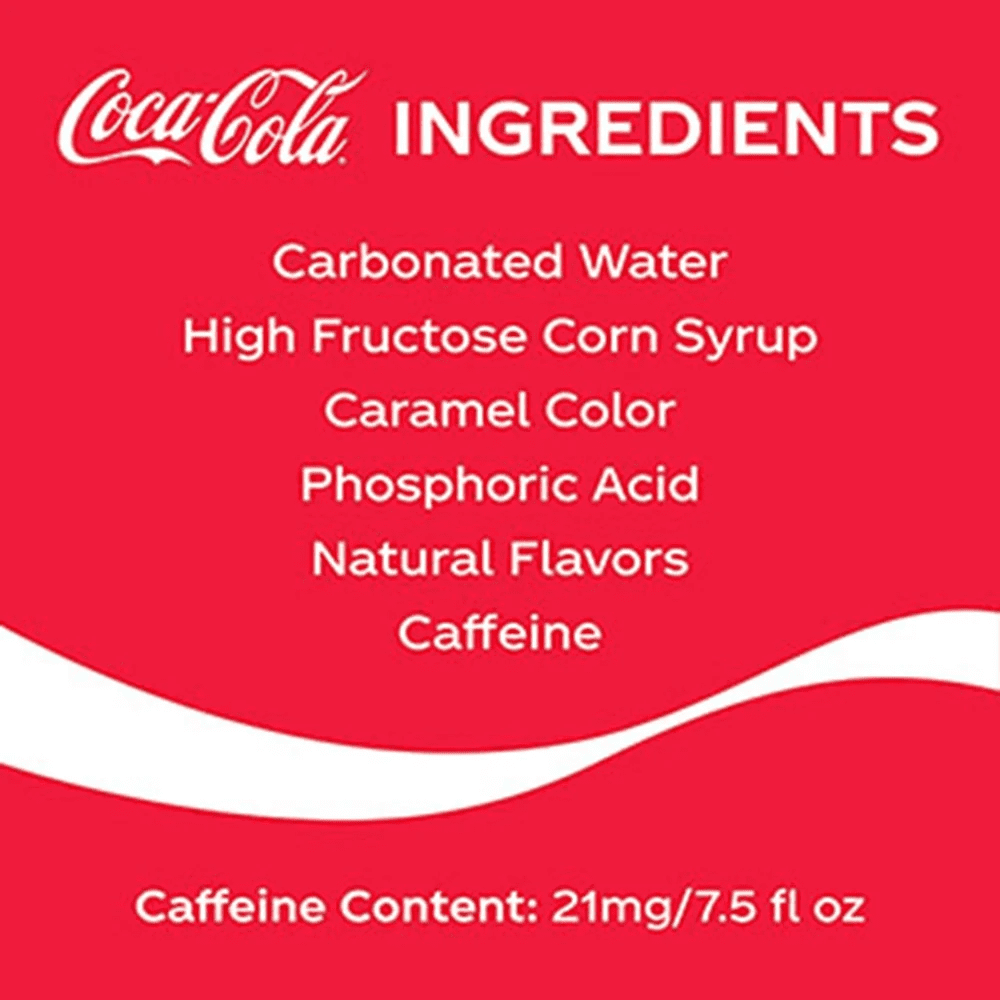 Coca-Cola INGREDIENTS
Carbonated Water
High Fructose Corn Syrup
Caramel Color
Phosphoric Acid
Natural Flavors
Caffeine
Caffeine Content: 21mg/7.5 fl oz